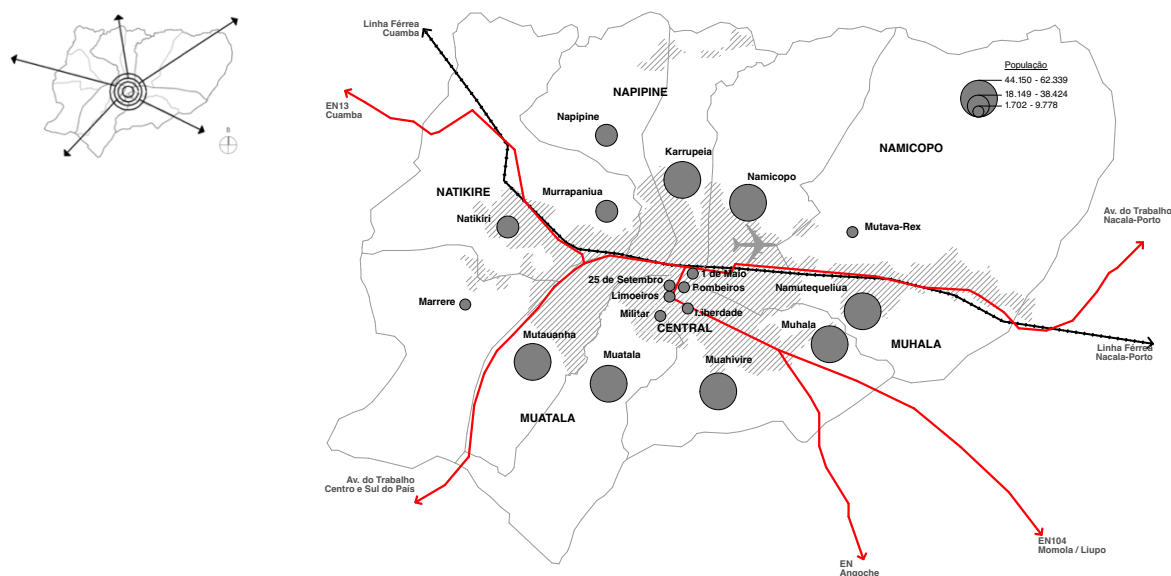 Linha Férrea
Cuamba
População
44.150 - 62.339
18.149 - 38.424
1.702 - 9.778
NAPIPINE
EN13
Cuamba
Napipine
NAMICOPO
Karrupeia
Namicopo
NATIKIRE
Murrapaniua
Natikiri
Mutava-Rex
Av. do Trabalho
Nacala-Porto
1 de Maio
25 de Setembro
Pombeiros
Namutequeliua
Limoeiros
Marrere
Militar
Liberdade
CENTRAL
Muhala
Mutauanha
MUHALA
Linha Férrea
Nacala-Porto
Muatala
Muahivire
MUATALA
Av. do Trabalho
Centro e Sul do País
EN104
Momola / Liupo
EN
Angoche